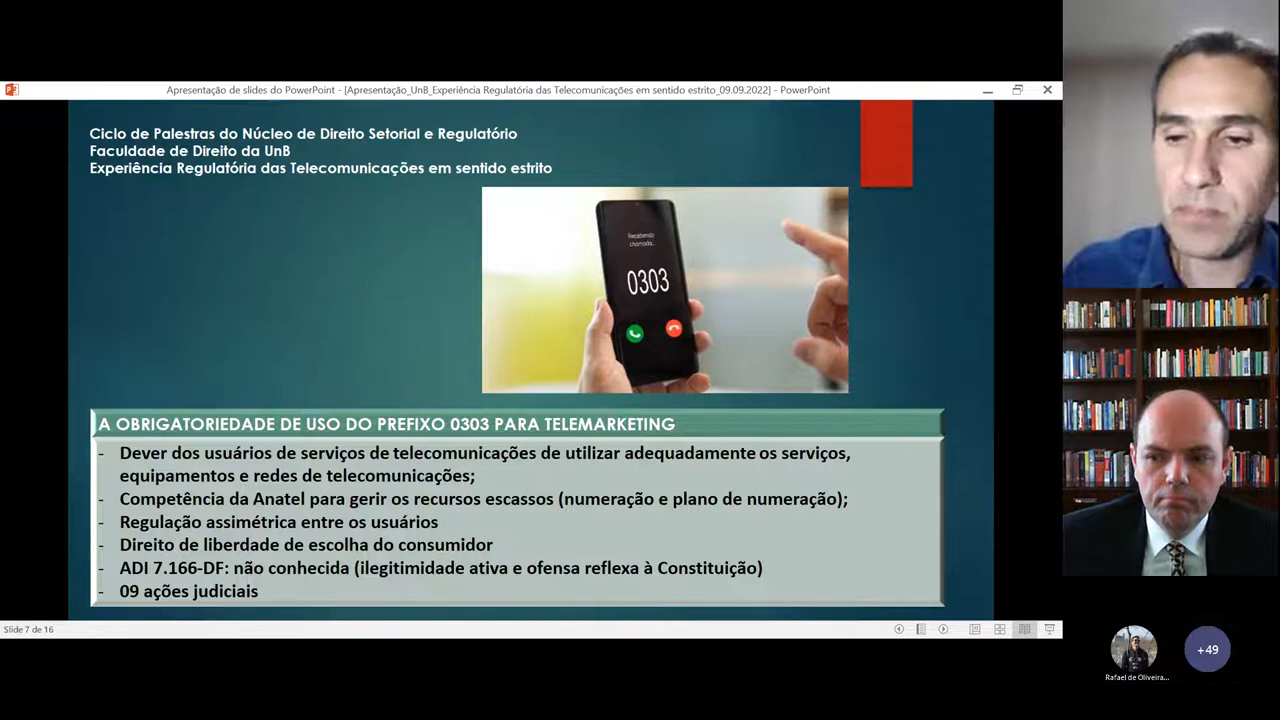 Apresentação de slides do PowerPoint - [Apresentação_UnB_Experiência Regulatória das Telecomunicações em sentido estrito_09.09.2022] - PowerPoint
Ciclo de Palestras do Núcleo de Direito Setorial e Regulatório
Faculdade de Direito da UnB
Experiência Regulatória das Telecomunicações em sentido estrito
Recebendo
chamada...
0303
A OBRIGATORIEDADE DE USO DO PREFIXO 0303 PARA TELEMARKETING
- Dever dos usuários de serviços de telecomunicações de utilizar adequadamente os serviços,
equipamentos e redes de telecomunicações;
- Competência da Anatel para gerir os recursos escassos (numeração e plano de numeração);
- Regulação assimétrica entre os usuários
- Direito de liberdade de escolha do consumidor
- ADI 7.166-DF: não conhecida (ilegitimidade ativa e ofensa reflexa à Constituição)
- 09 ações judiciais
Slide 7 de 16
+49
Rafael de Oliveira...